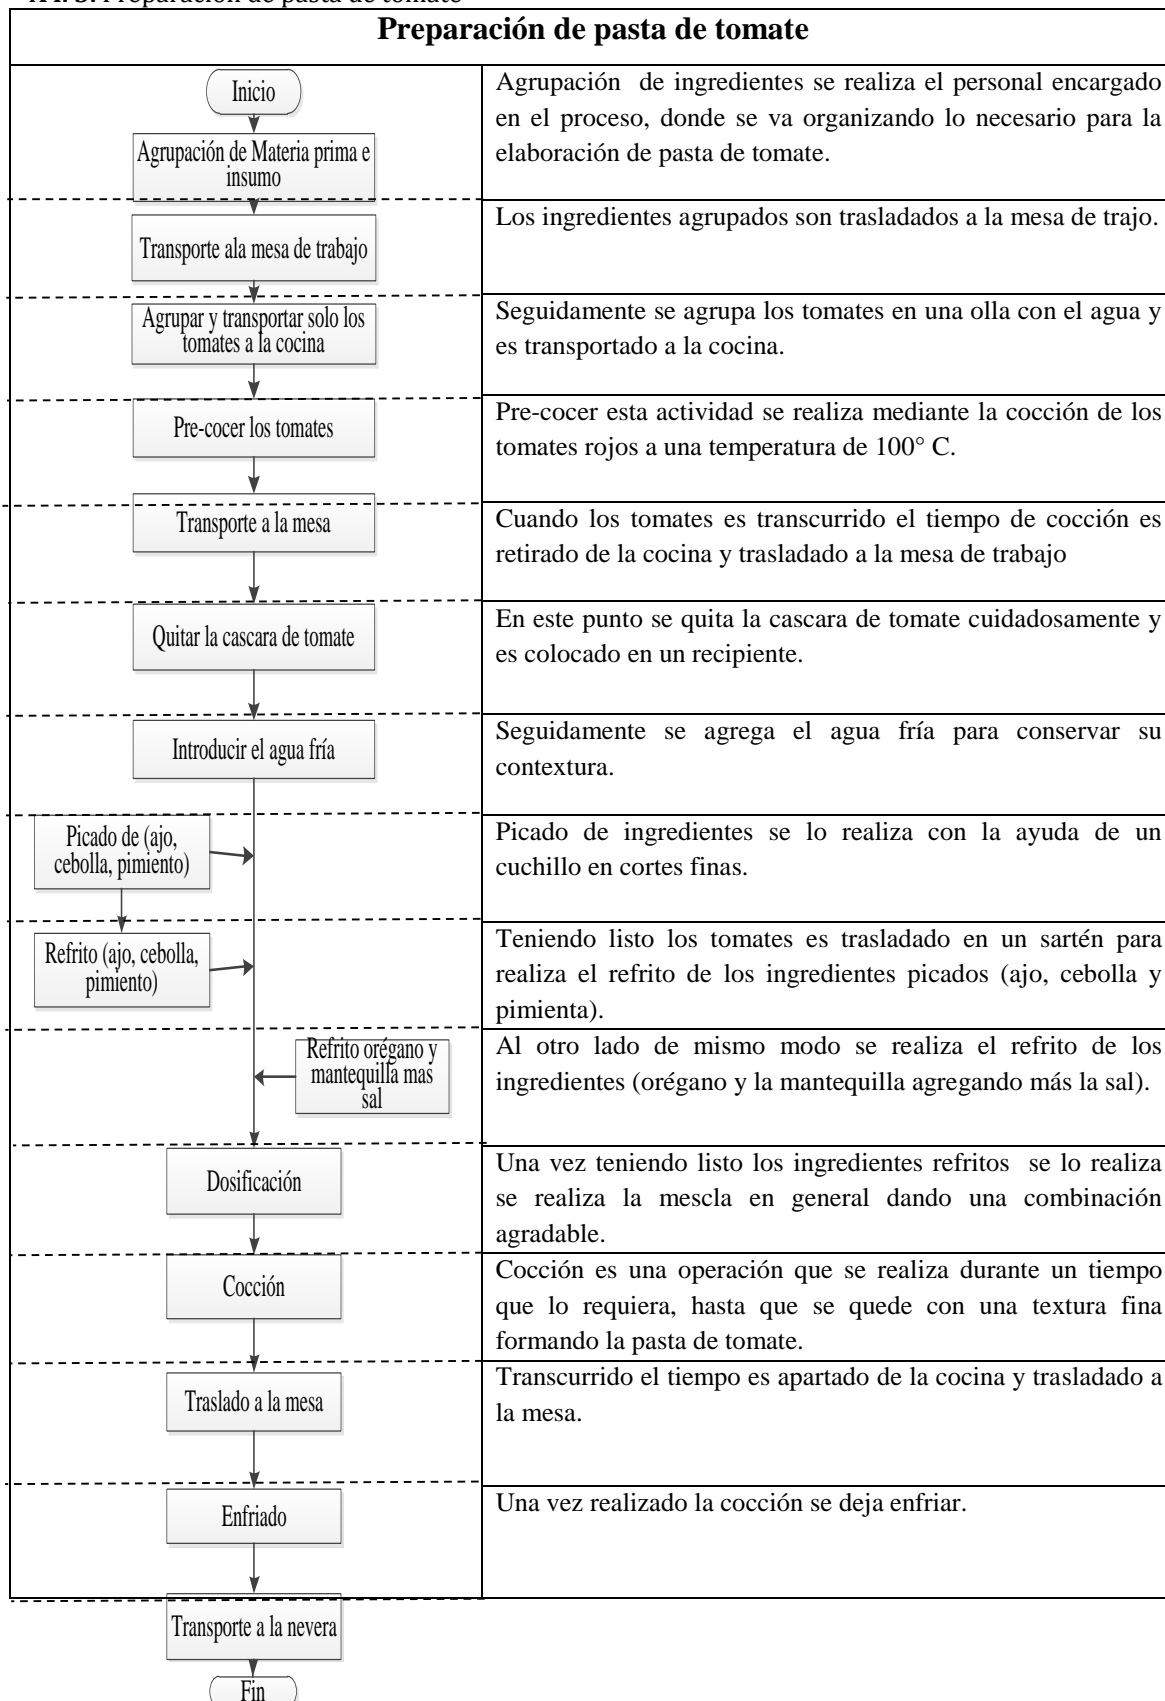 Preparación de pasta de tomate
Preparación de pasta de tomate
Inicio
Agrupación de Materia prima e
insumo
Agrupación de ingredientes se realiza el personal encargado
en el proceso, donde se va organizando lo necesario para la
elaboración de pasta de tomate.
Transporte ala mesa de trabajo
Los ingredientes agrupados son trasladados a la mesa de trajo.
Agrupar y transportar solo los
tomates a la cocina
Seguidamente se agrupa los tomates en una olla con el agua y
es transportado a la cocina.
Pre-cocer los tomates
Pre-cocer esta actividad se realiza mediante la cocción de los
tomates rojos a una temperatura de 100° C.
Transporte a la mesa
Cuando los tomates es transcurrido el tiempo de cocción es
retirado de la cocina y trasladado a la mesa de trabajo
Quitar la cascara de tomate
En este punto se quita la cascara de tomate cuidadosamente y
es colocado en un recipiente.
Introducir el agua fría
Seguidamente se agrega el agua fría para conservar su
contextura.
Picado de (ajo,
cebolla, pimiento)
Picado de ingredientes se lo realiza con la ayuda de un
cuchillo en cortes finas.
Refrito (ajo, cebolla,
pimiento)
Teniendo listo los tomates es trasladado en un sartén para
realiza el refrito de los ingredientes picados (ajo, cebolla y
pimienta).
Refrito orégano y
mantequilla mas
sal
Al otro lado de mismo modo se realiza el refrito de los
ingredientes (orégano y la mantequilla agregando más la sal).
Dosificación
Una vez teniendo listo los ingredientes refritos se lo realiza
se realiza la mescla en general dando una combinación
agradable.
Cocción
Cocción es una operación que se realiza durante un tiempo
que lo requiera, hasta que se quede con una textura fina
formando la pasta de tomate.
Traslado a la mesa
Transcurrido el tiempo es apartado de la cocina y trasladado a
la mesa.
Enfriado
Una vez realizado la cocción se deja enfriar.
Transporte a la nevera
Fin